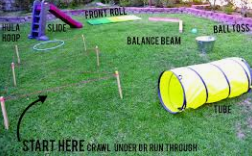 FRONT ROLL
BALL TOSS
HULA
HOOP
SLIDE
BALANCE BEAM
TUBE
START HERE CRAWL UNDER OR RUN THROUGH